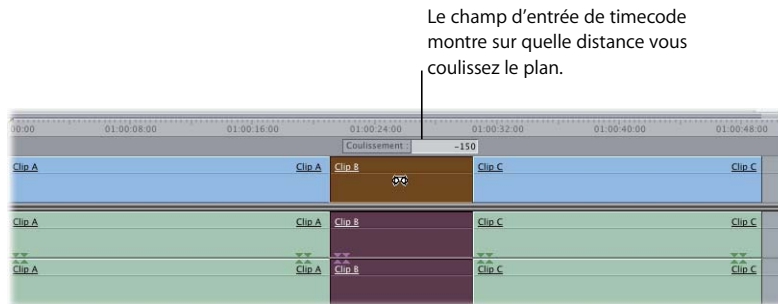 Le champ d’entrée de timecode
montre sur quelle distance vous
coulissez le plan.
00:00 01:00:08:00 01:00:16:00 01:00:24:00 01:00:32:00 01:00:40:00 01:00:48:00
Coulissement : -150
Clip A Clip A Clip B Clip C Clip C
Clip A Clip A Clip B Clip C Clip C
Clip A Clip A Clip B Clip C Clip C